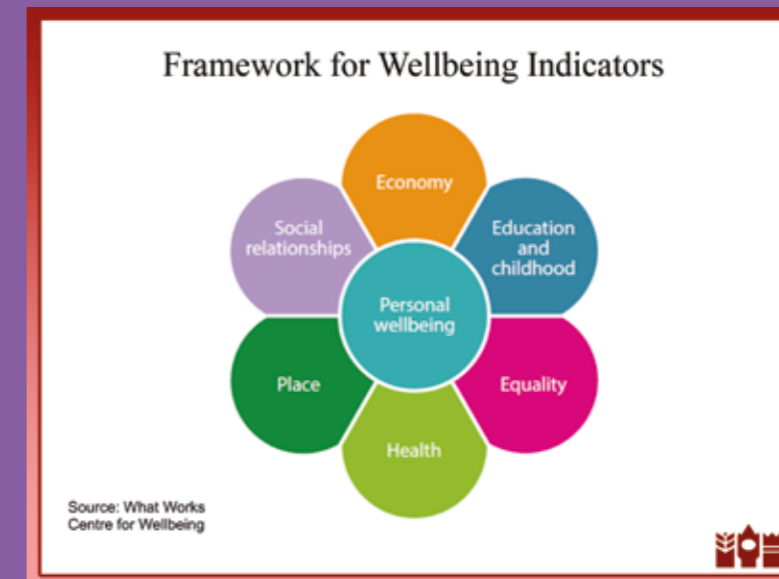 Framework for Wellbeing Indicators
Economy
Social
relationships
Education
and
childhood
Personal
wellbeing
Place
Equality
Health
Source: What Works
Centre for Wellbeing